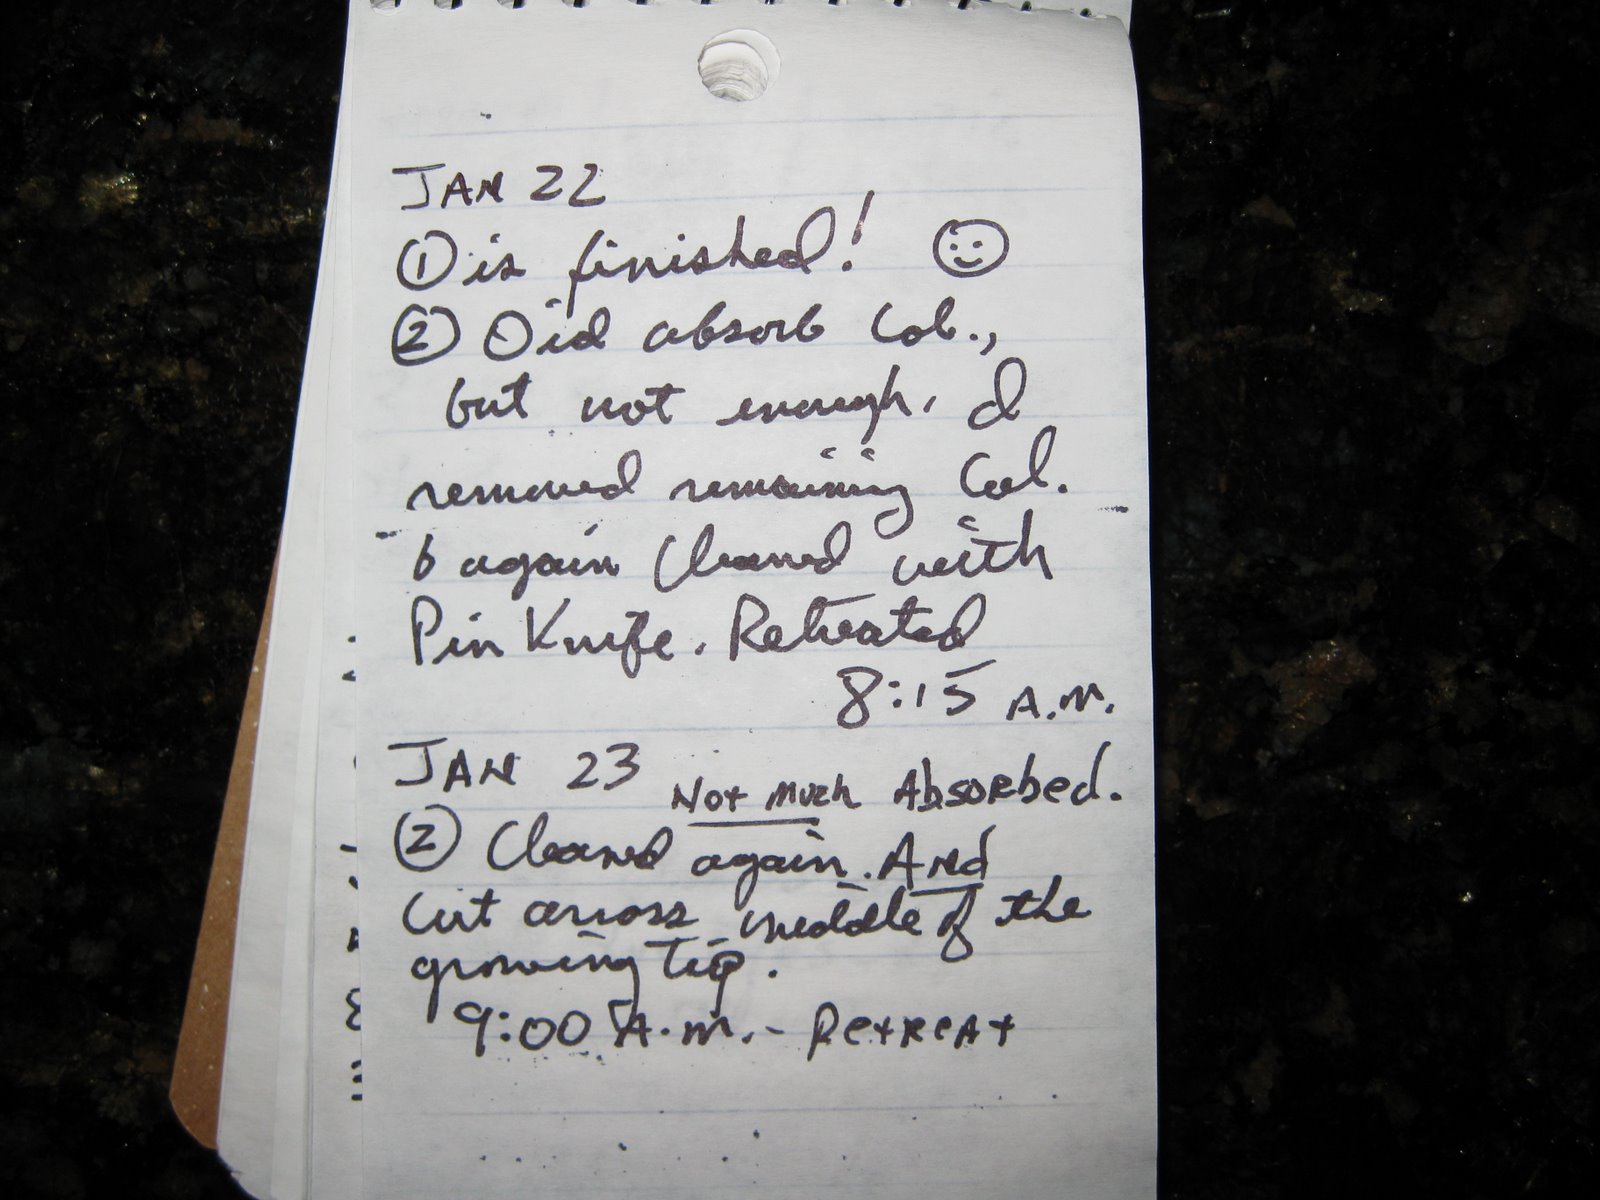 JAN 22
① is finished! ☺
② Did absorb Col.,
but not enough. I
removed remaining Col.
& again Cleaned with
Pin Knife. Retreated
8:15 A.M.
JAN 23 Not Much Absorbed.
② Cleaned again. And
cut across middle of the
growing tip.
9:00 A.M. - Retreat